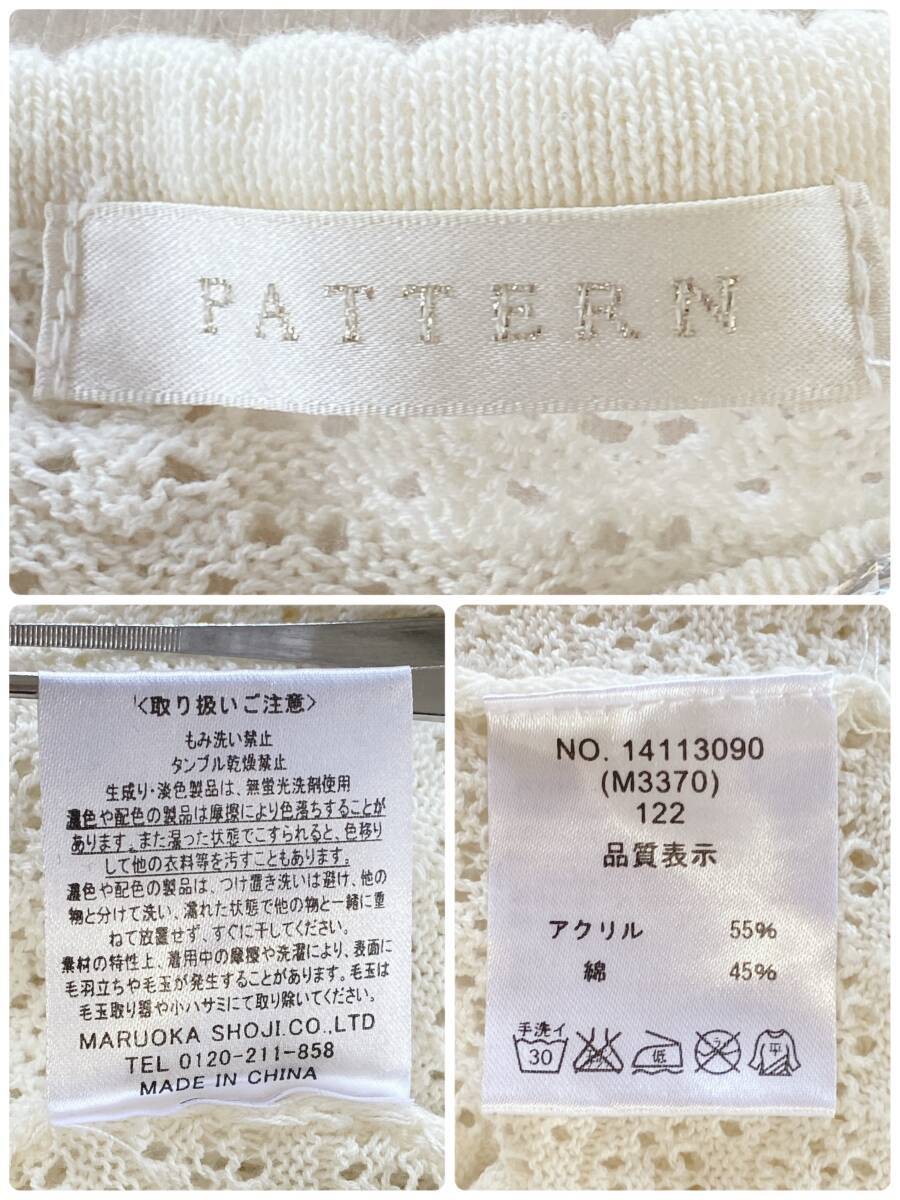 PATTERN
〈取り扱いご注意〉
もみ洗い禁止
タンブル乾燥禁止
生成り・淡色製品は、無蛍光洗剤使用
濃色や配色の製品は摩擦により色落ちすることが
あります。また湿った状態でこすられると、色移り
して他の衣料等を汚すこともあります。
濃色や配色の製品は、つけ置き洗いは避け、他の
物と分けて洗い、濡れた状態で他の物と一緒に重
ねて放置せず、すぐに干してください。
素材の特性上、着用中の摩擦や洗濯により、表面に
毛羽立ちや毛玉が発生することがあります。毛玉は
毛玉取り器や小ハサミにて取り除いてください。
MARUOKA SHOJI.CO.,LTD
TEL 0120-211-858
MADE IN CHINA
NO. 14113090
(M3370)
122
品質表示
アクリル 55%
綿 45%
手洗イ
30 低 平